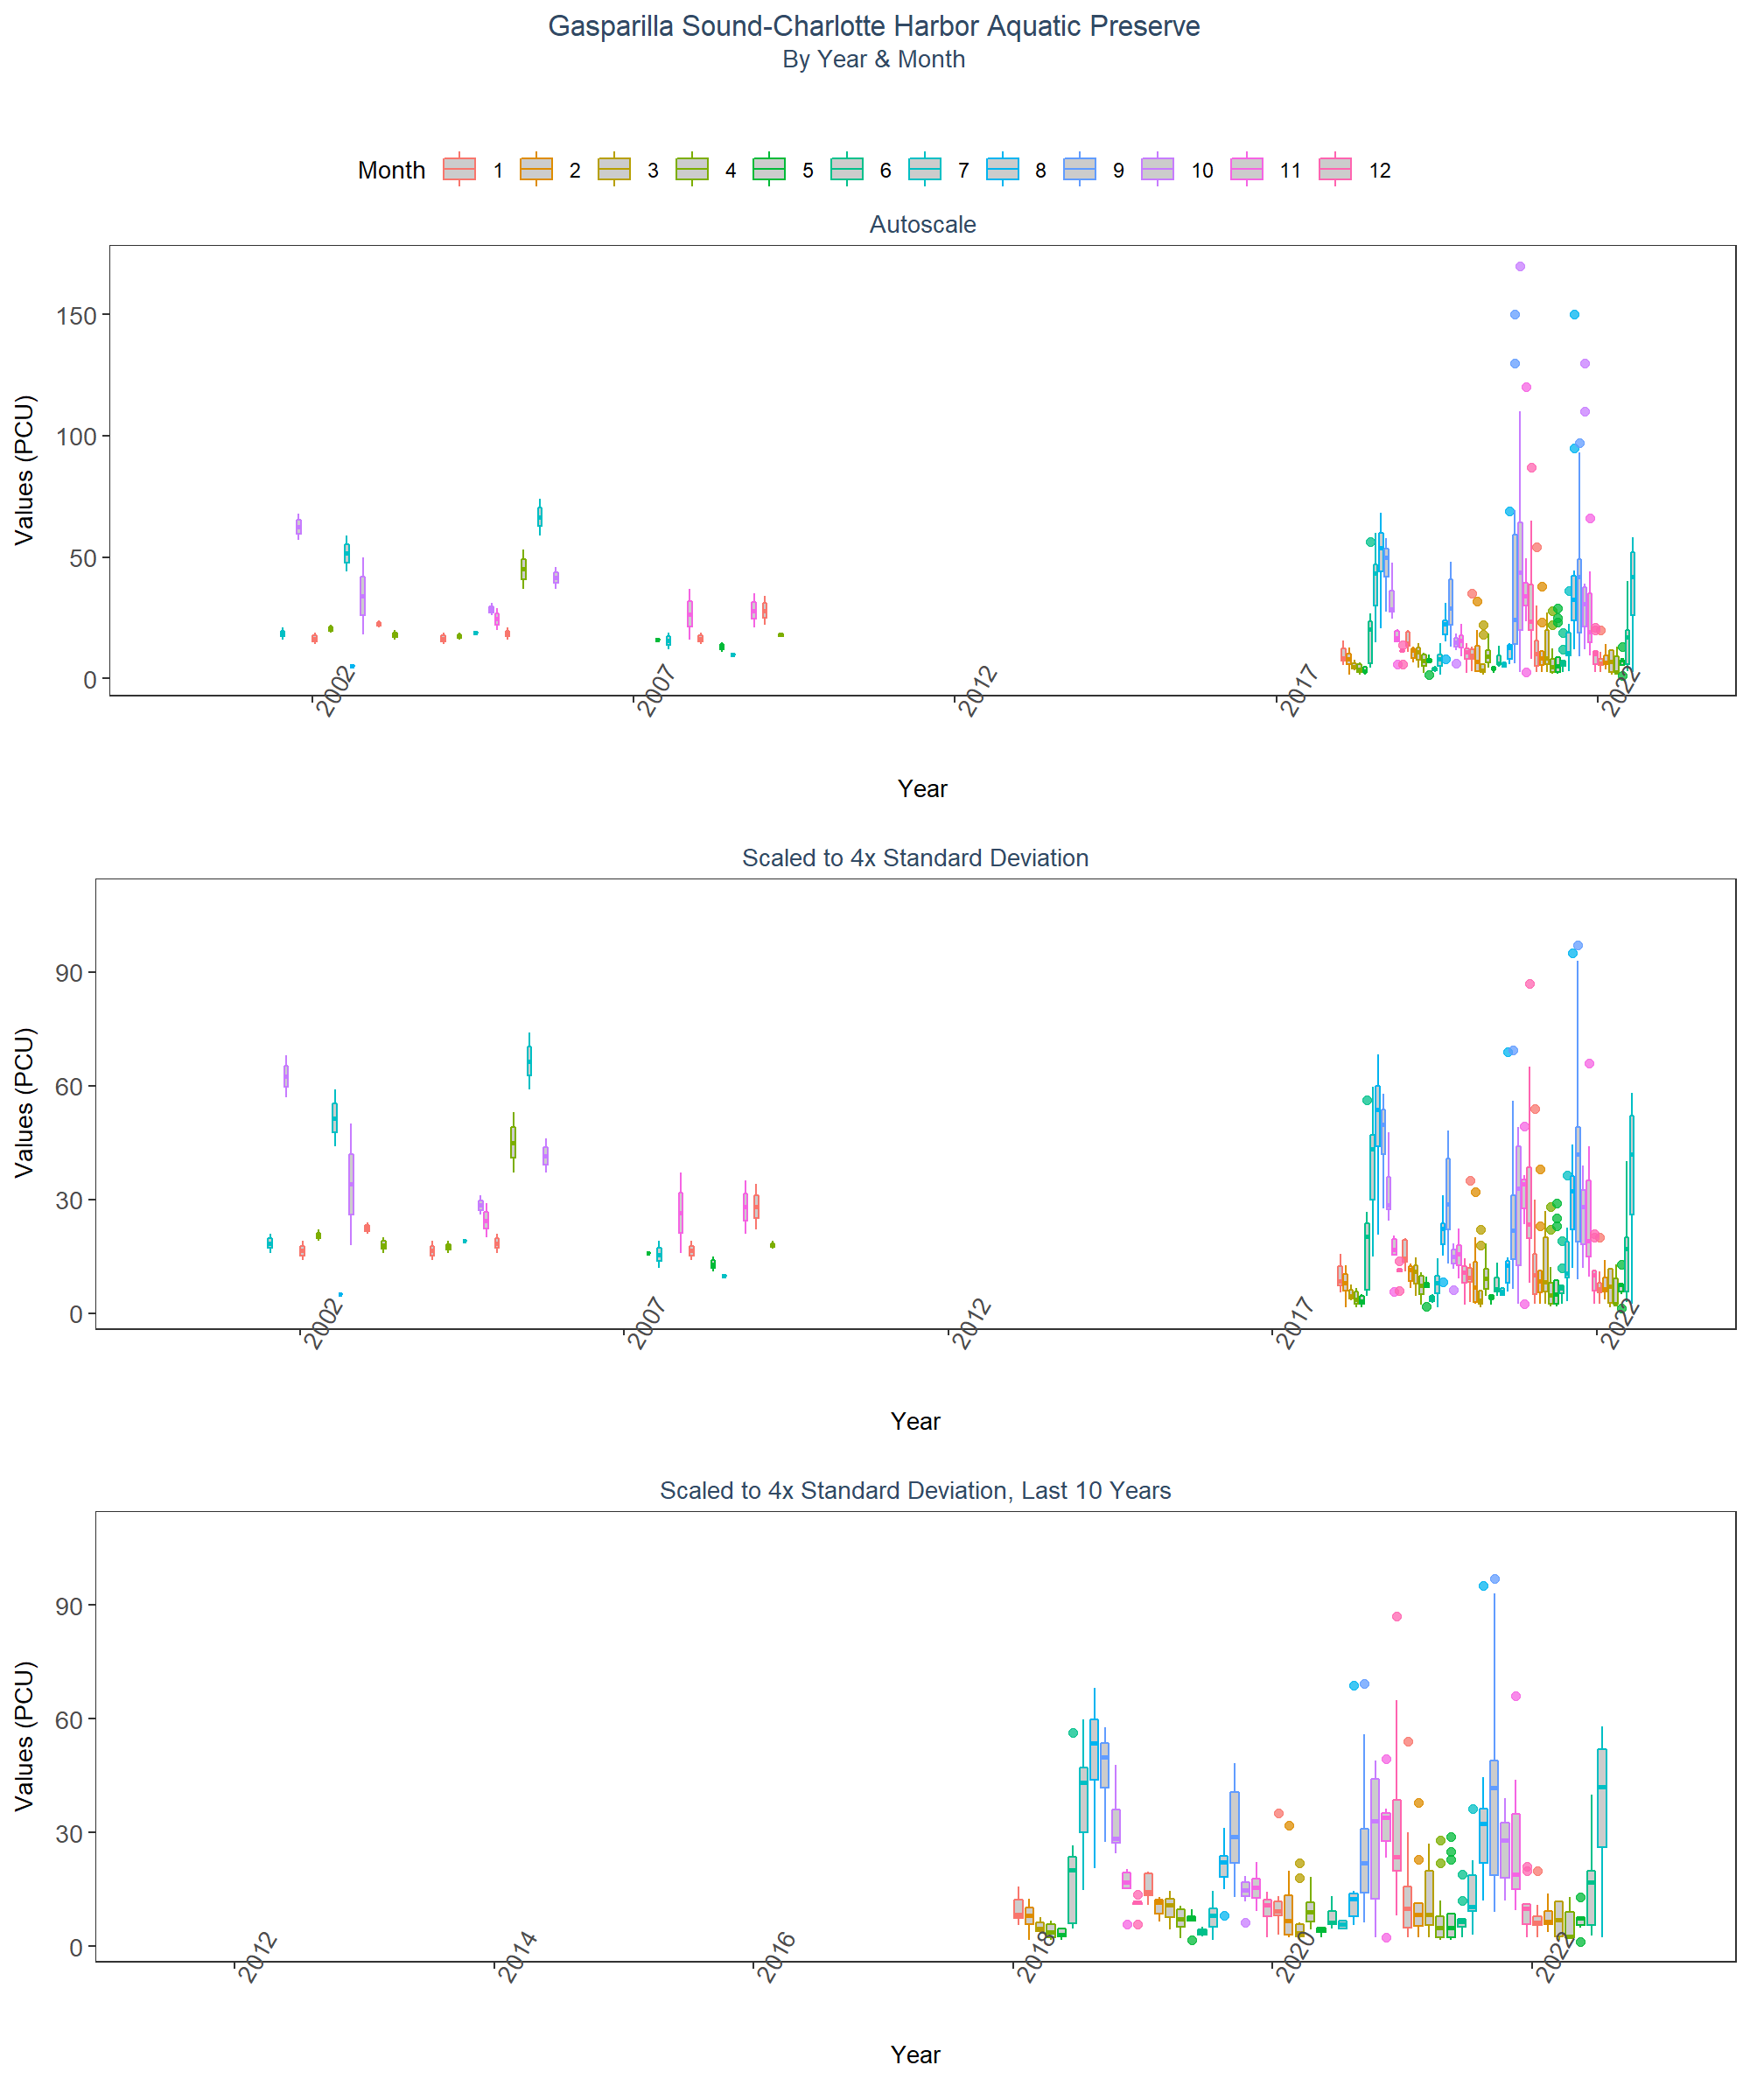 Gasparilla Sound-Charlotte Harbor Aquatic Preserve
By Year & Month
Month 1 2 3 4 5 6 7 8 9 10 11 12
Autoscale
Values (PCU)
150
100
50
0
2002 2007 2012 2017 2022
Year
Scaled to 4x Standard Deviation
Values (PCU)
90
60
30
0
2002 2007 2012 2017 2022
Year
Scaled to 4x Standard Deviation, Last 10 Years
Values (PCU)
90
60
30
0
2012 2014 2016 2018 2020 2022
Year